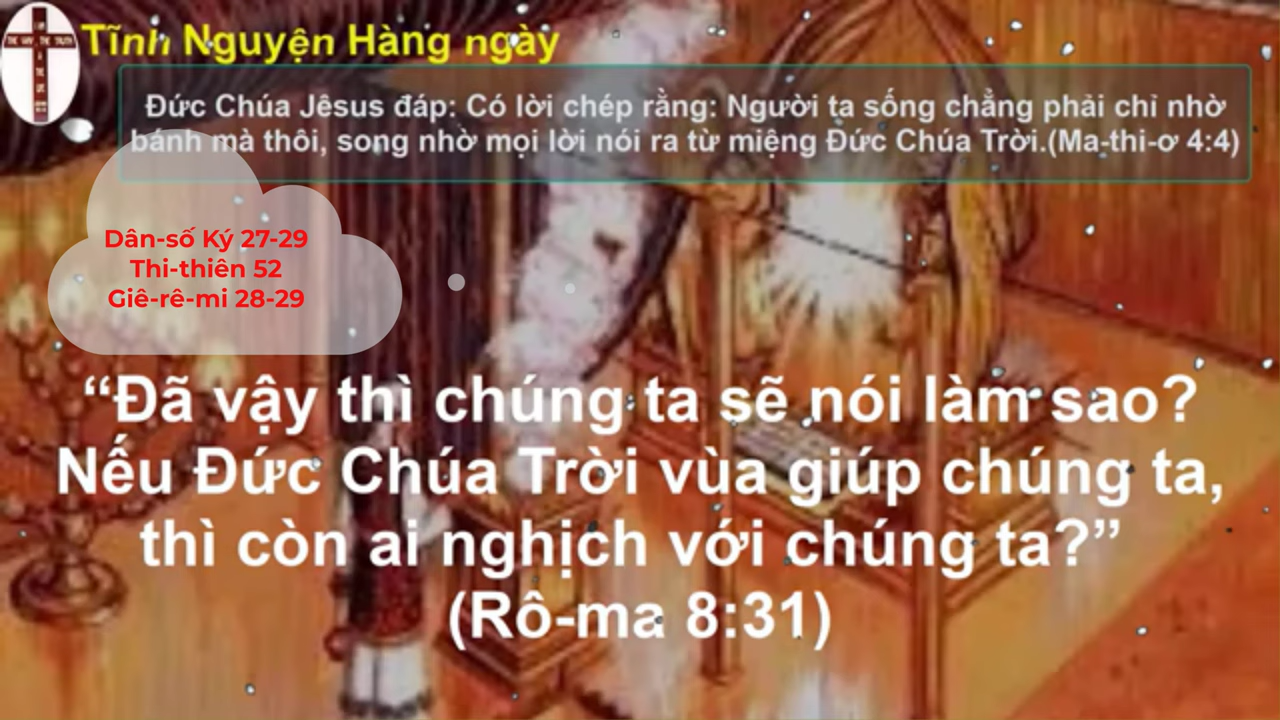 Tĩnh Nguyện Hàng ngày
Đức Chúa Jêsus đáp: Có lời chép rằng: Người ta sống chẳng phải chỉ nhờ
bánh mà thôi, song nhờ mọi lời nói ra từ miệng Đức Chúa Trời.(Ma-thi-ơ 4:4)
Dân-số Ký 27-29
Thi-thiên 52
Giê-rê-mi 28-29
“Đã vậy thì chúng ta sẽ nói làm sao?
Nếu Đức Chúa Trời vùa giúp chúng ta,
thì còn ai nghịch với chúng ta?”
(Rô-ma 8:31)